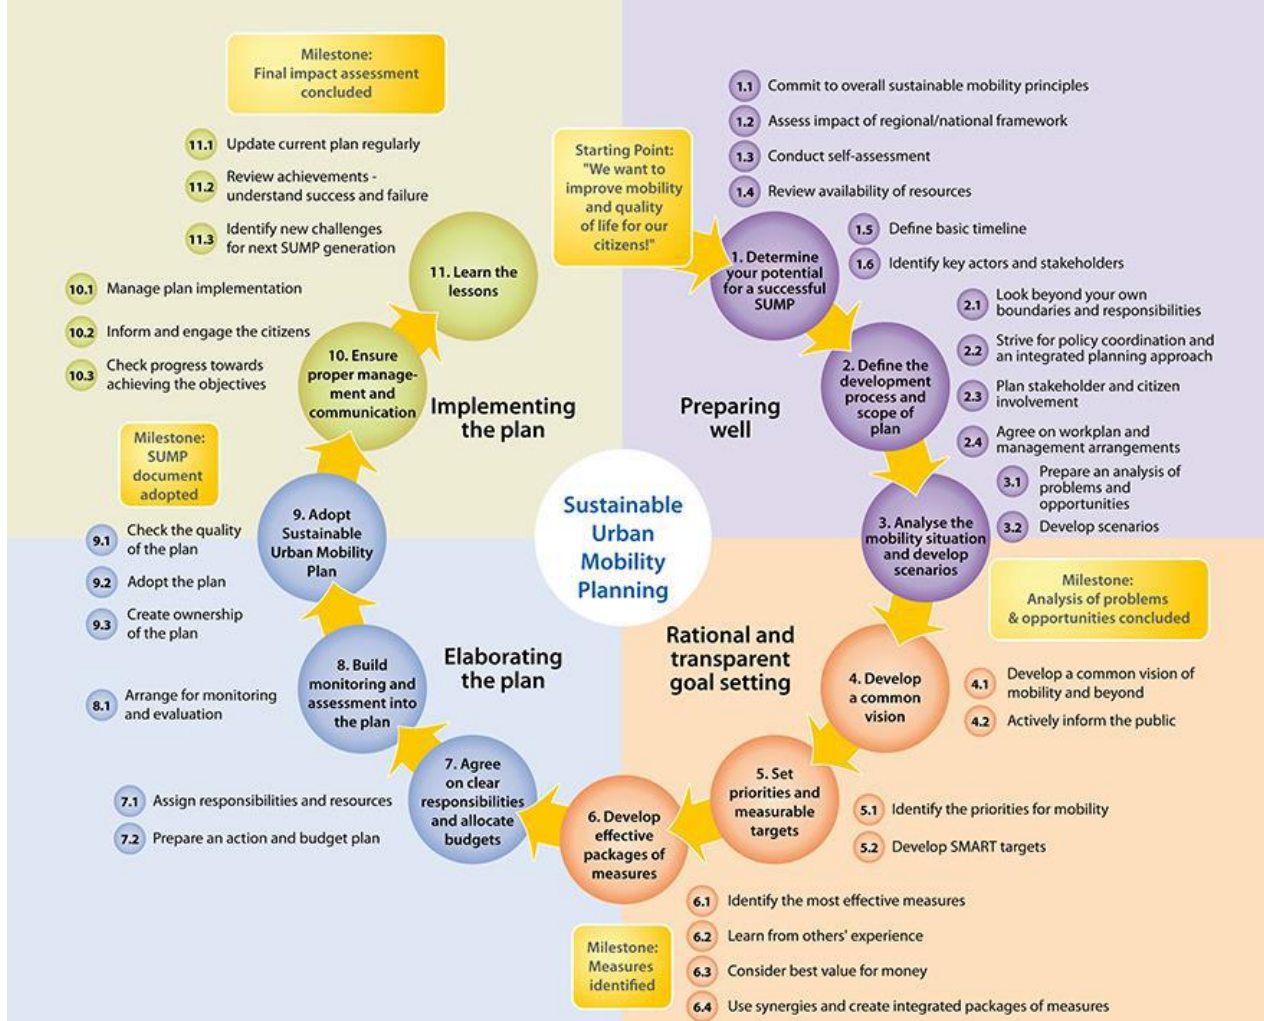 Sustainable
Urban
Mobility
Planning
Starting Point:
"We want to
improve mobility
and quality
of life for our
citizens!"
Preparing
well
1. Determine
your potential
for a successful
SUMP
1.1 Commit to overall sustainable mobility principles
1.2 Assess impact of regional/national framework
1.3 Conduct self-assessment
1.4 Review availability of resources
1.5 Define basic timeline
1.6 Identify key actors and stakeholders
2. Define the
development
process and
scope of
plan
2.1 Look beyond your own
boundaries and responsibilities
2.2 Strive for policy coordination and
an integrated planning approach
2.3 Plan stakeholder and citizen
involvement
2.4 Agree on workplan and
management arrangements
3. Analyse the
mobility situation
and develop
scenarios
3.1 Prepare an analysis of
problems and
opportunities
3.2 Develop scenarios
Milestone:
Analysis of problems
& opportunities concluded
Rational and
transparent
goal setting
4. Develop
a common
vision
4.1 Develop a common vision of
mobility and beyond
4.2 Actively inform the public
5. Set
priorities and
measurable
targets
5.1 Identify the priorities for mobility
5.2 Develop SMART targets
6. Develop
effective
packages of
measures
6.1 Identify the most effective measures
6.2 Learn from others' experience
6.3 Consider best value for money
6.4 Use synergies and create integrated packages of measures
Milestone:
Measures
identified
Elaborating
the plan
7. Agree
on clear
responsibilities
and allocate
budgets
7.1 Assign responsibilities and resources
7.2 Prepare an action and budget plan
8. Build
monitoring and
assessment into
the plan
8.1 Arrange for monitoring
and evaluation
9. Adopt
Sustainable
Urban Mobility
Plan
9.1 Check the quality
of the plan
9.2 Adopt the plan
9.3 Create ownership
of the plan
Milestone:
SUMP
document
adopted
Implementing
the plan
10. Ensure
proper manage-
ment and
communication
10.1 Manage plan implementation
10.2 Inform and engage the citizens
10.3 Check progress towards
achieving the objectives
11. Learn the
lessons
11.1 Update current plan regularly
11.2 Review achievements -
understand success and failure
11.3 Identify new challenges
for next SUMP generation
Milestone:
Final impact assessment
concluded